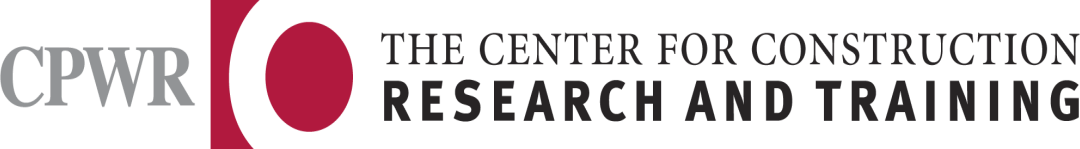 CPWR
THE CENTER FOR CONSTRUCTION
RESEARCH AND TRAINING